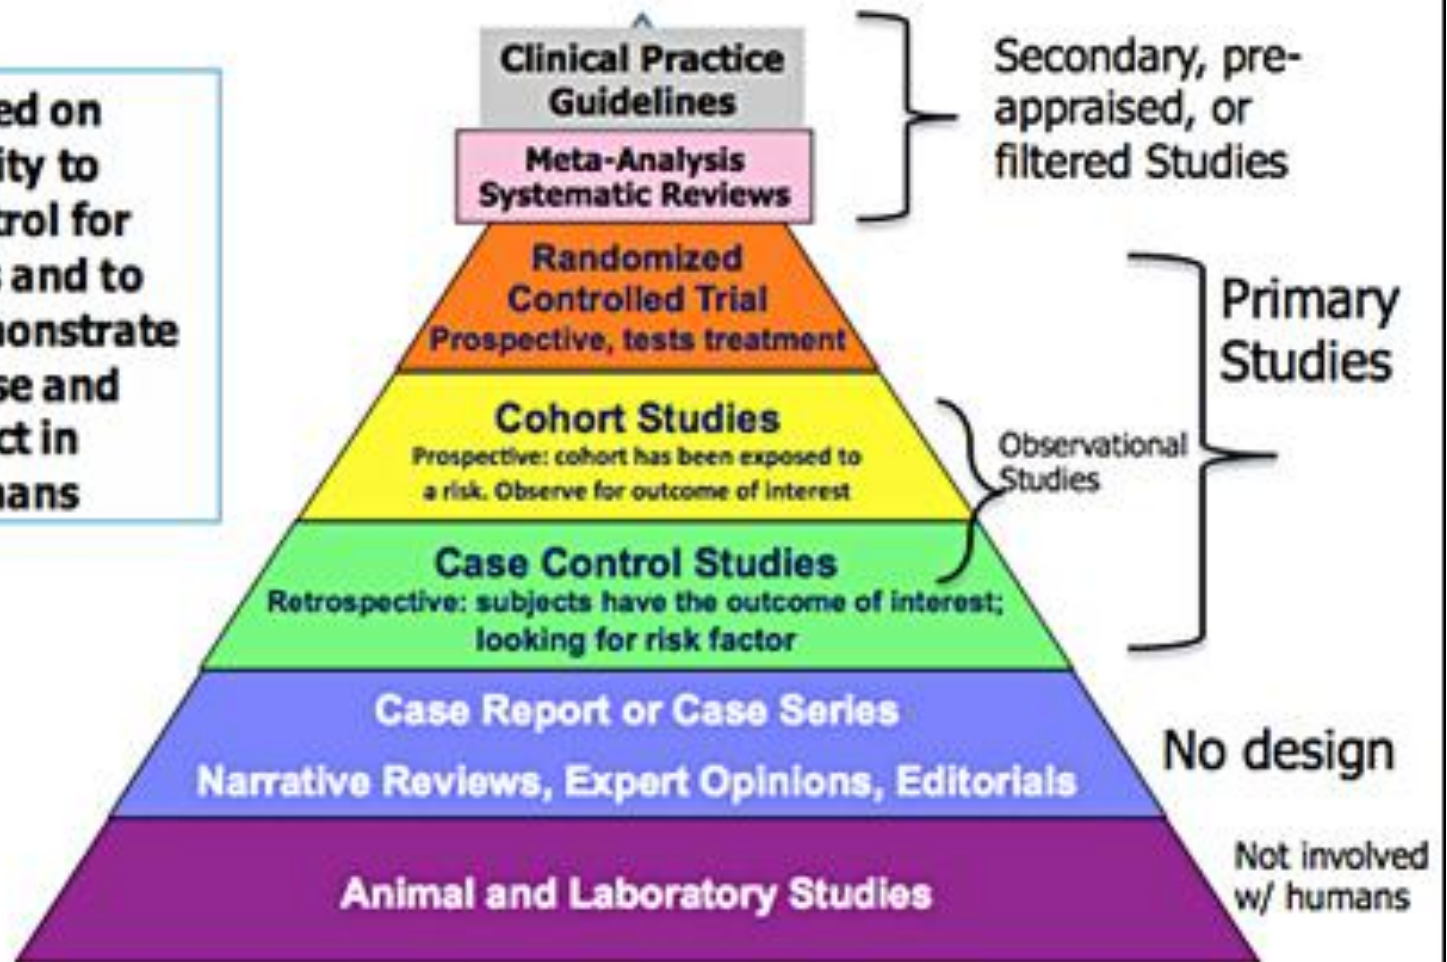 ed on
ity to
trol for
s and to
monstrate
se and
ct in
mans
Clinical Practice
Guidelines
Meta-Analysis
Systematic Reviews
Secondary, pre-
appraised, or
filtered Studies
Randomized
Controlled Trial
Prospective, tests treatment
Primary
Studies
Cohort Studies
Prospective: cohort has been exposed to
a risk. Observe for outcome of interest
Observational
Studies
Case Control Studies
Retrospective: subjects have the outcome of interest;
looking for risk factor
Case Report or Case Series
Narrative Reviews, Expert Opinions, Editorials
No design
Animal and Laboratory Studies
Not involved
w/ humans